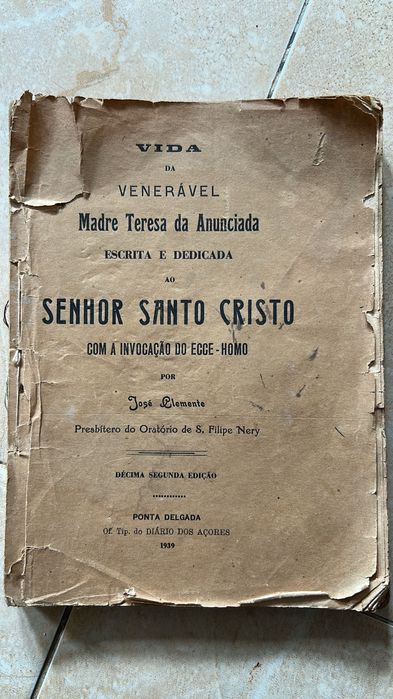 VIDA
DA
VENERÁVEL
Madre Teresa da Anunciada
ESCRITA E DEDICADA
AO
SENHOR SANTO CRISTO
COM A INVOCAÇÃO DO ECCE-HOMO
POR
José Clemente
Presbítero do Oratório de S. Filipe Nery
DÉCIMA SEGUNDA EDIÇÃO
PONTA DELGADA
Of. Tip. do DIÁRIO DOS AÇORES
1939